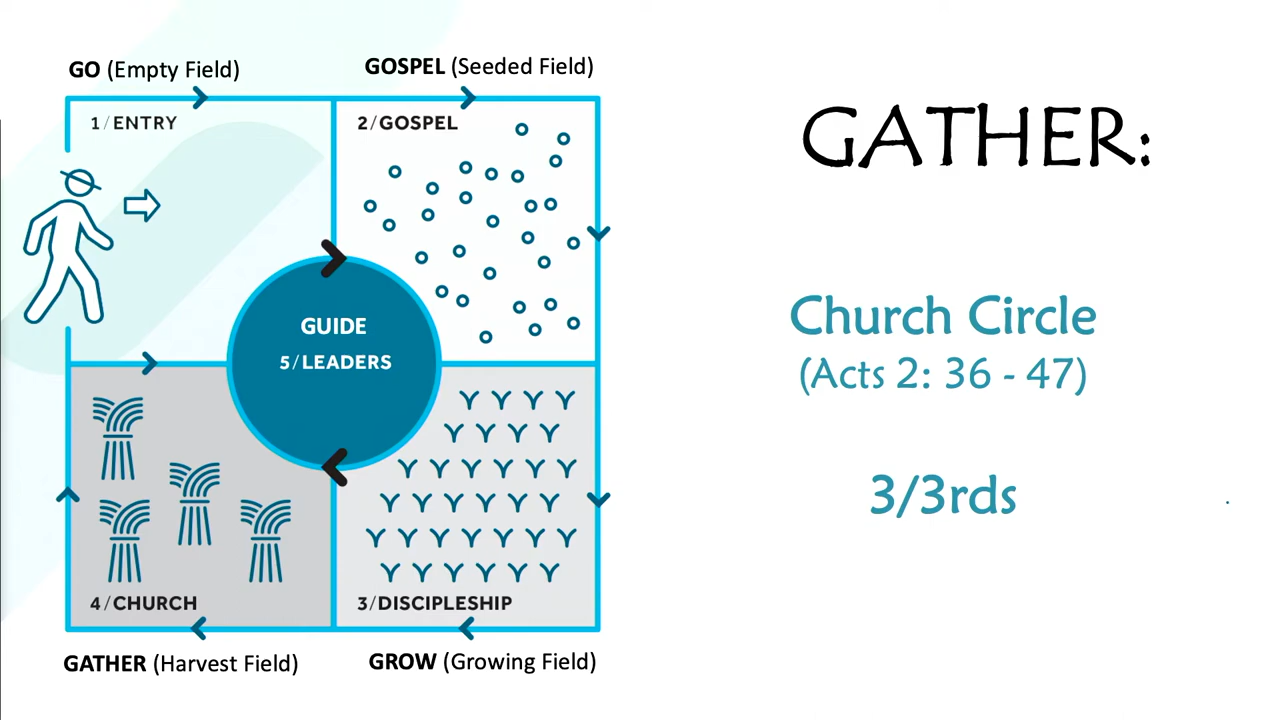 GO (Empty Field)
GOSPEL (Seeded Field)
1/ENTRY
2/GOSPEL
GUIDE
5/LEADERS
4/CHURCH
3/DISCIPLESHIP
GATHER (Harvest Field)
GROW (Growing Field)
GATHER:
Church Circle
(Acts 2: 36 - 47)
3/3rds